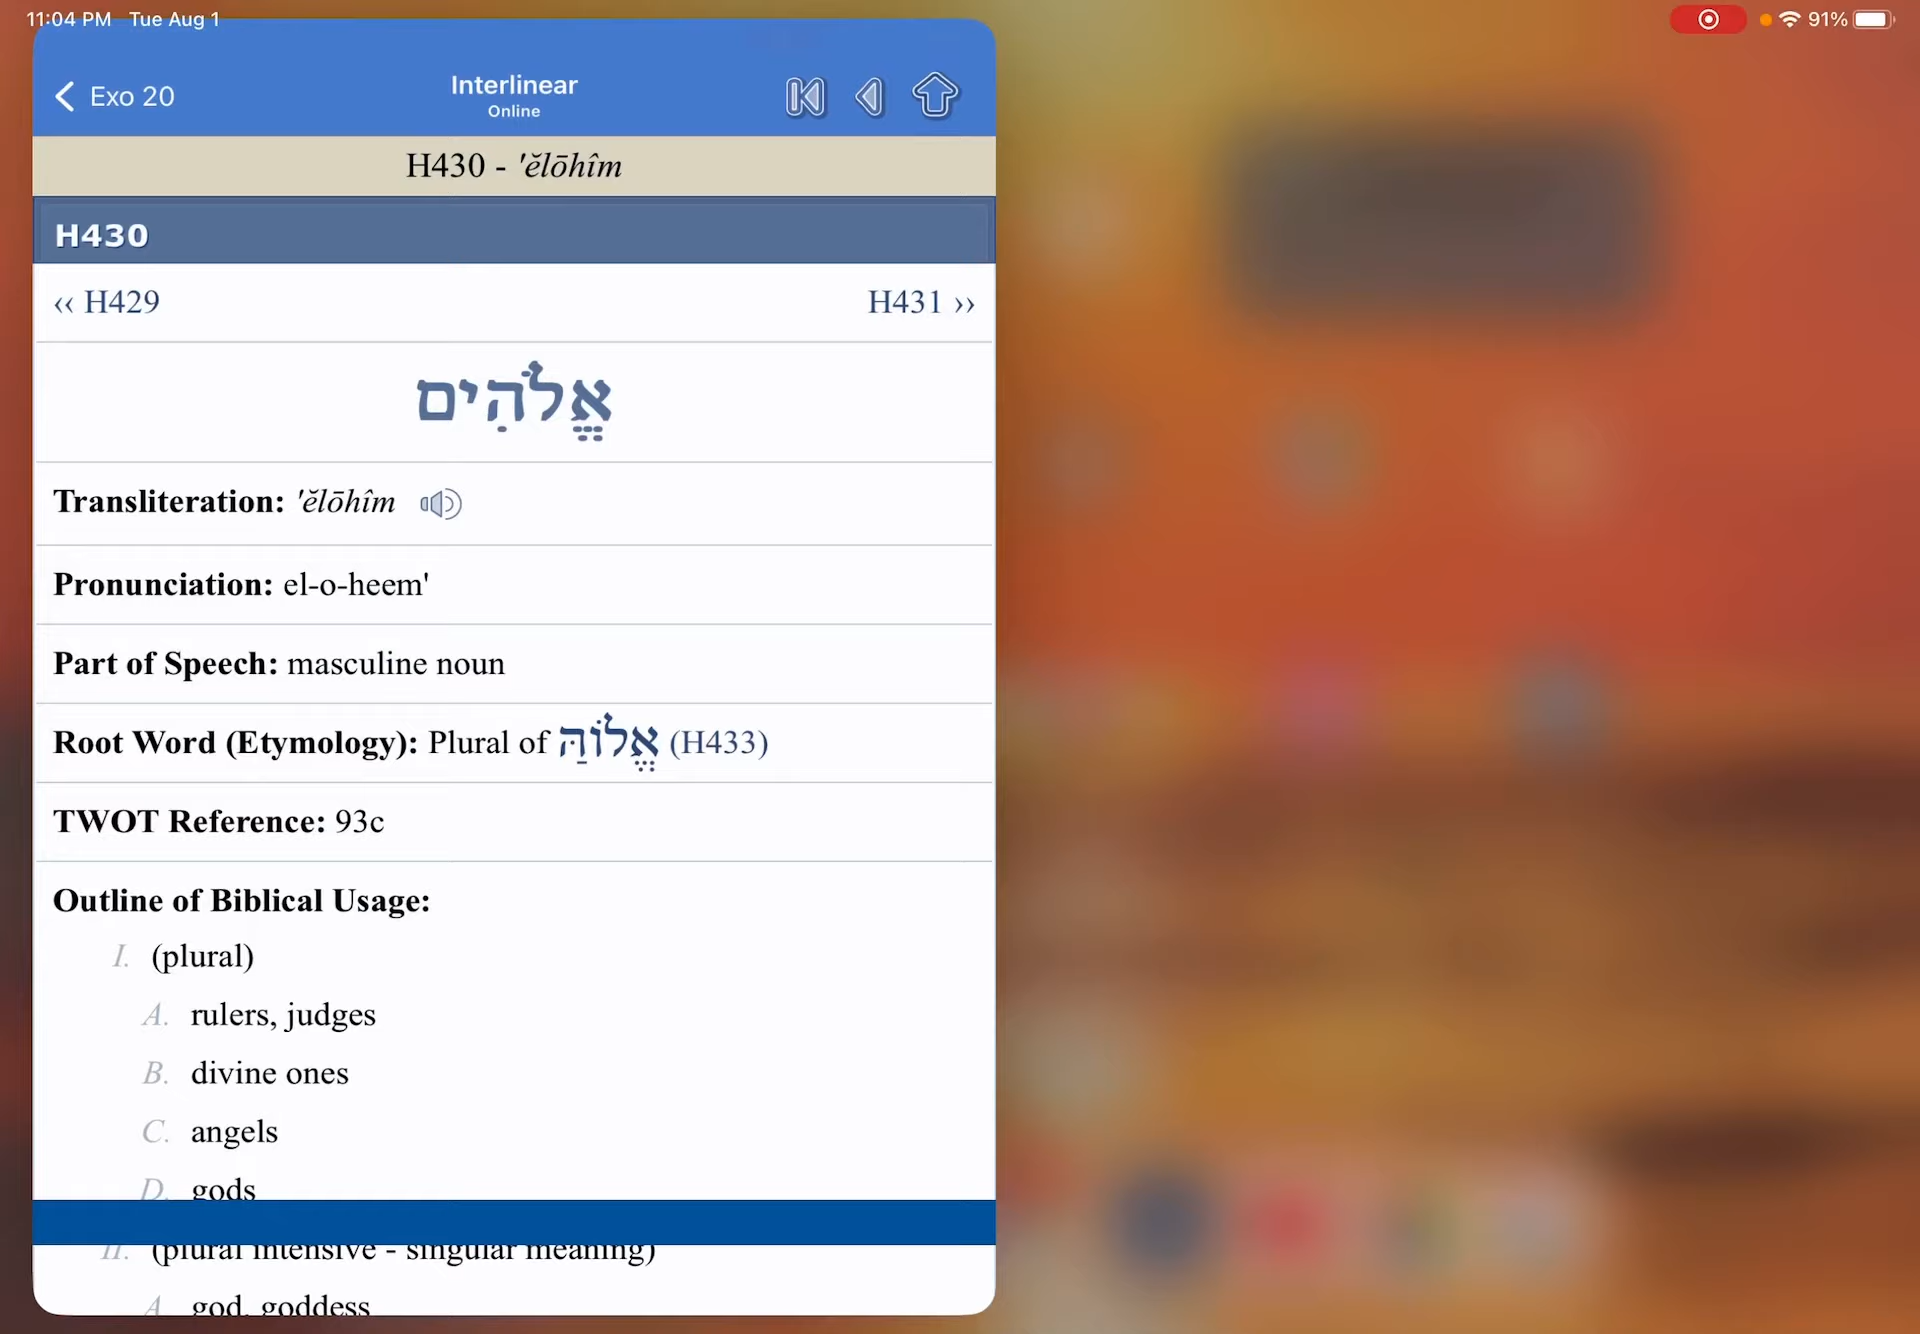 11:04 PM Tue Aug 1
91%
Exo 20
Interlinear
Online
H430 - 'ĕlōhîm
H430
‹‹ H429
H431 ››
אֱלֹהִים
Transliteration: 'ĕlōhîm
Pronunciation: el-o-heem'
Part of Speech: masculine noun
Root Word (Etymology): Plural of אֱלוֹהַּ (H433)
TWOT Reference: 93c
Outline of Biblical Usage:
I. (plural)
A. rulers, judges
B. divine ones
C. angels
D. gods
II. (plural intensive - singular meaning)
A. god, goddess